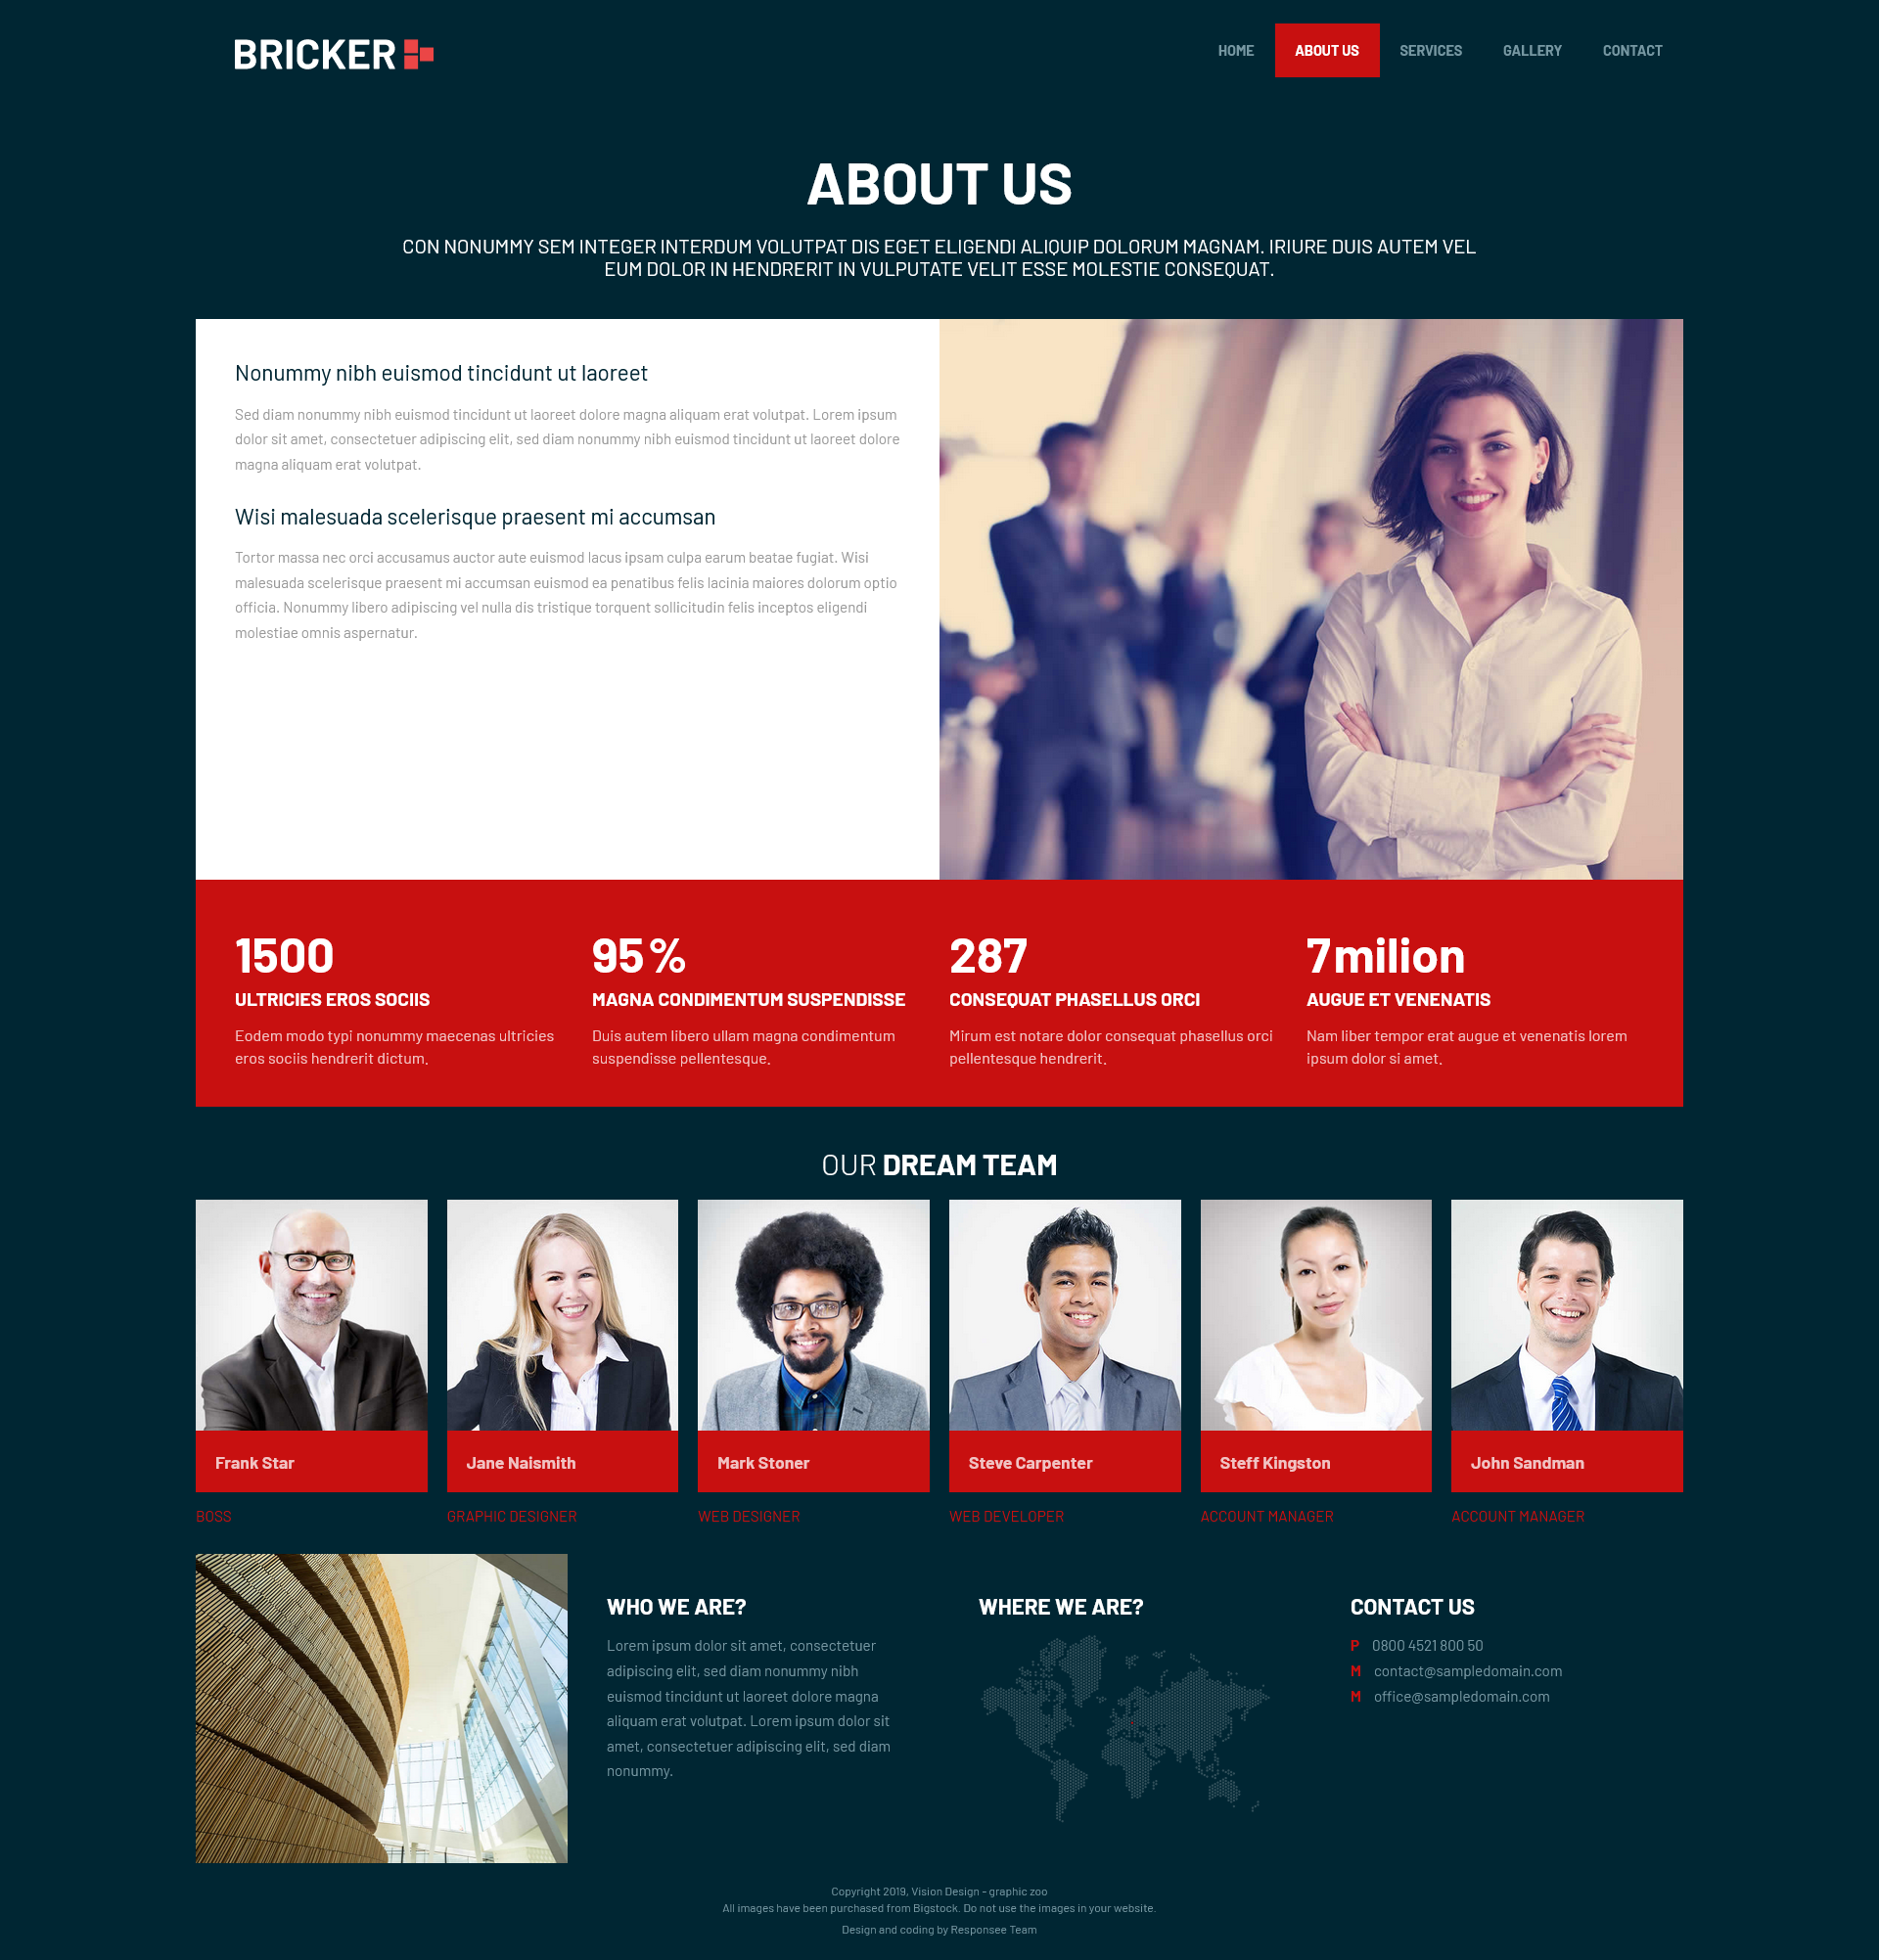 BRICKER
HOME
ABOUT US
SERVICES
GALLERY
CONTACT
ABOUT US
CON NONUMMY SEM INTEGER INTERDUM VOLUTPAT DIS EGET ELIGENDI ALIQUIP DOLORUM MAGNAM. IRIURE DUIS AUTEM VEL
EUM DOLOR IN HENDRERIT IN VULPUTATE VELIT ESSE MOLESTIE CONSEQUAT.
Nonummy nibh euismod tincidunt ut laoreet
Sed diam nonummy nibh euismod tincidunt ut laoreet dolore magna aliquam erat volutpat. Lorem ipsum
dolor sit amet, consectetuer adipiscing elit, sed diam nonummy nibh euismod tincidunt ut laoreet dolore
magna aliquam erat volutpat.
Wisi malesuada scelerisque praesent mi accumsan
Tortor massa nec orci accusamus auctor aute euismod lacus ipsam culpa earum beatae fugiat. Wisi
malesuada scelerisque praesent mi accumsan euismod ea penatibus felis lacinia maiores dolorum optio
officia. Nonummy libero adipiscing vel nulla dis tristique torquent sollicitudin felis inceptos eligendi
molestiae omnis aspernatur.
1500
ULTRICIES EROS SOCIIS
Eodem modo typi nonummy maecenas ultricies
eros sociis hendrerit dictum.
95%
MAGNA CONDIMENTUM SUSPENDISSE
Duis autem libero ullam magna condimentum
suspendisse pellentesque.
287
CONSEQUAT PHASELLUS ORCI
Mirum est notare dolor consequat phasellus orci
pellentesque hendrerit.
7milion
AUGUE ET VENENATIS
Nam liber tempor erat augue et venenatis lorem
ipsum dolor si amet.
OUR DREAM TEAM
Frank Star
BOSS
Jane Naismith
GRAPHIC DESIGNER
Mark Stoner
WEB DESIGNER
Steve Carpenter
WEB DEVELOPER
Steff Kingston
ACCOUNT MANAGER
John Sandman
ACCOUNT MANAGER
WHO WE ARE?
Lorem ipsum dolor sit amet, consectetuer
adipiscing elit, sed diam nonummy nibh
euismod tincidunt ut laoreet dolore magna
aliquam erat volutpat. Lorem ipsum dolor sit
amet, consectetuer adipiscing elit, sed diam
nonummy.
WHERE WE ARE?
CONTACT US
P 0800 4521 800 50
M contact@sampledomain.com
M office@sampledomain.com
Copyright 2019, Vision Design - graphic zoo
All images have been purchased from Bigstock. Do not use the images in your website.
Design and coding by Responsee Team